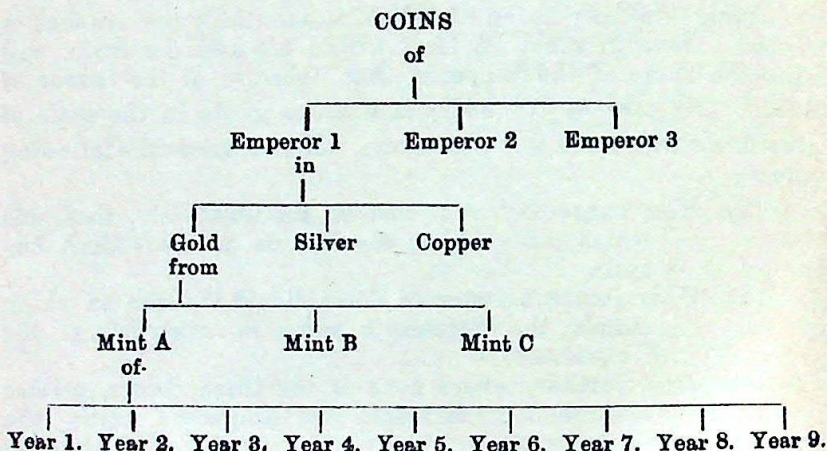 COINS
of
Emperor 1 Emperor 2 Emperor 3
in
Gold Silver Copper
from
Mint A Mint B Mint C
of
Year 1. Year 2. Year 3. Year 4. Year 5. Year 6. Year 7. Year 8. Year 9.